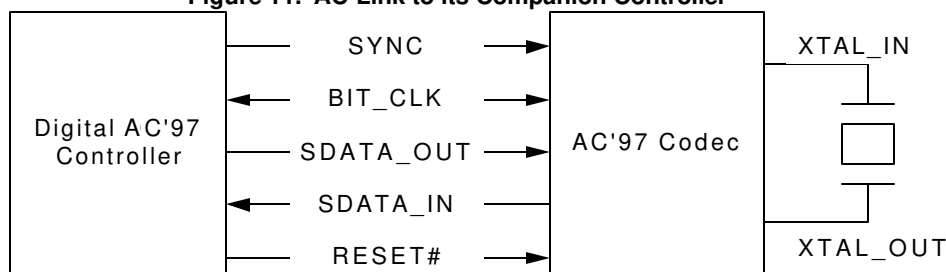 Figure 11. AC-Link to its Companion Controller
SYNC
XTAL_IN
BIT_CLK
Digital AC'97
Controller
SDATA_OUT
AC'97 Codec
SDATA_IN
RESET#
XTAL_OUT